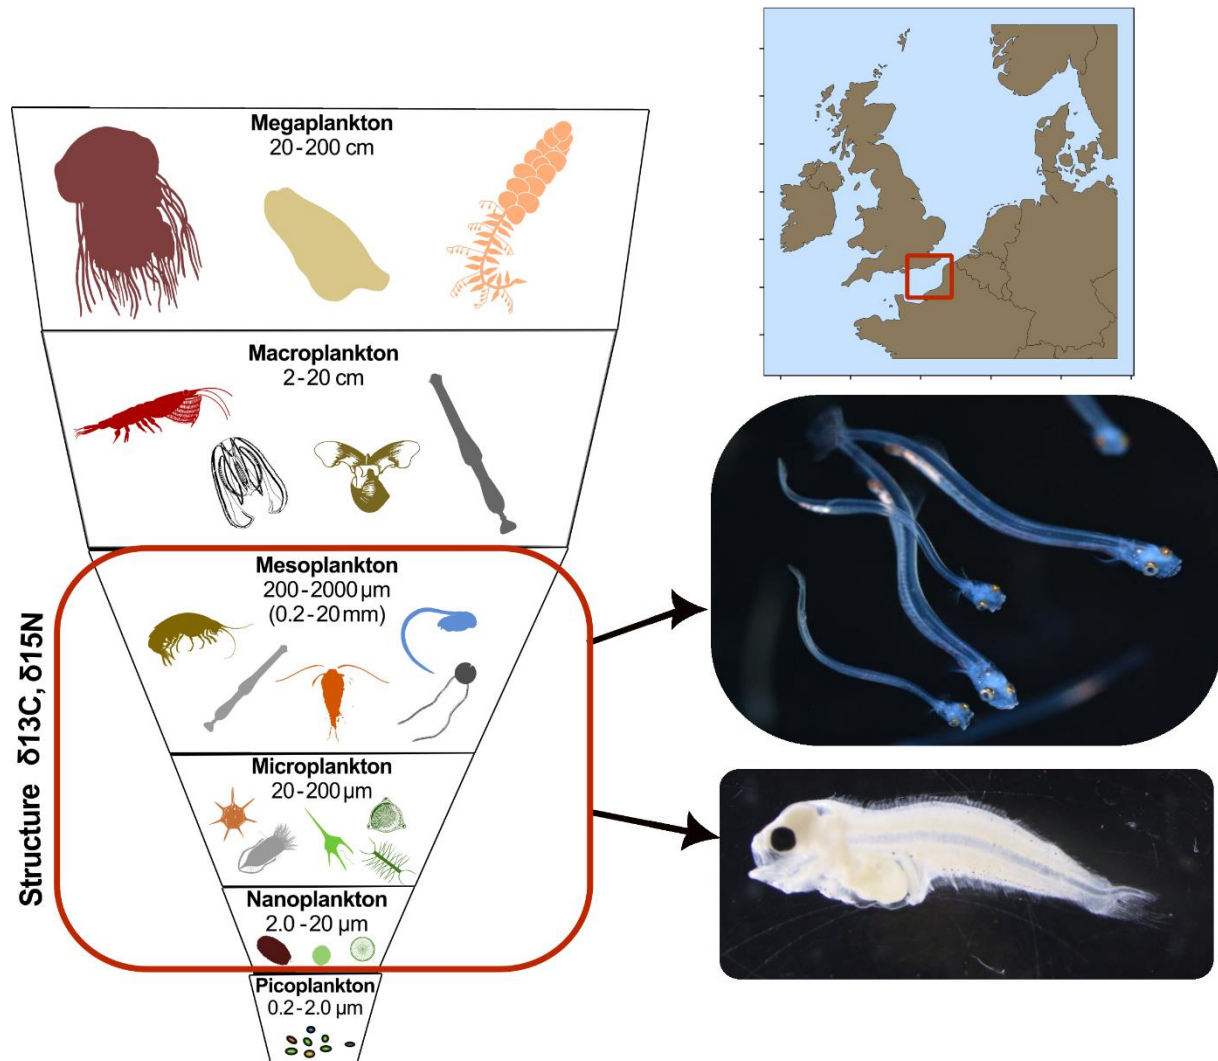 Megaplankton
20-200 cm
Macroplankton
2-20 cm
Mesoplankton
200-2000 µm
(0.2-20 mm)
Microplankton
20-200 µm
Nanoplankton
2.0-20 µm
Picoplankton
0.2-2.0 µm
Structure δ13C, δ15N